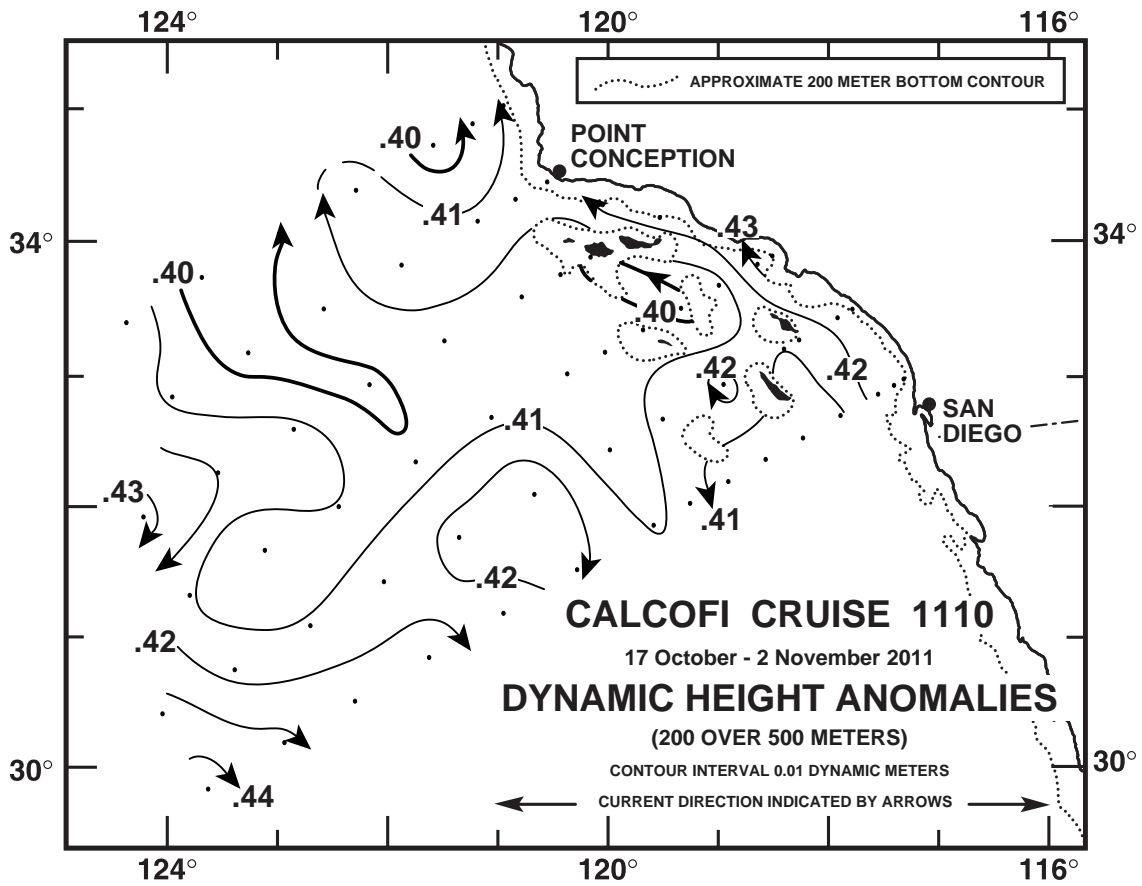 124° 120° 116°
APPROXIMATE 200 METER BOTTOM CONTOUR
.40
POINT
CONCEPTION
.41
.43
34° 34°
.40
.40
.42
.42
.41
SAN
DIEGO
.43
.41
.42
CALCOFI CRUISE 1110
.42
17 October - 2 November 2011
DYNAMIC HEIGHT ANOMALIES
(200 OVER 500 METERS)
30° 30°
CONTOUR INTERVAL 0.01 DYNAMIC METERS
.44
CURRENT DIRECTION INDICATED BY ARROWS
124° 120° 116°